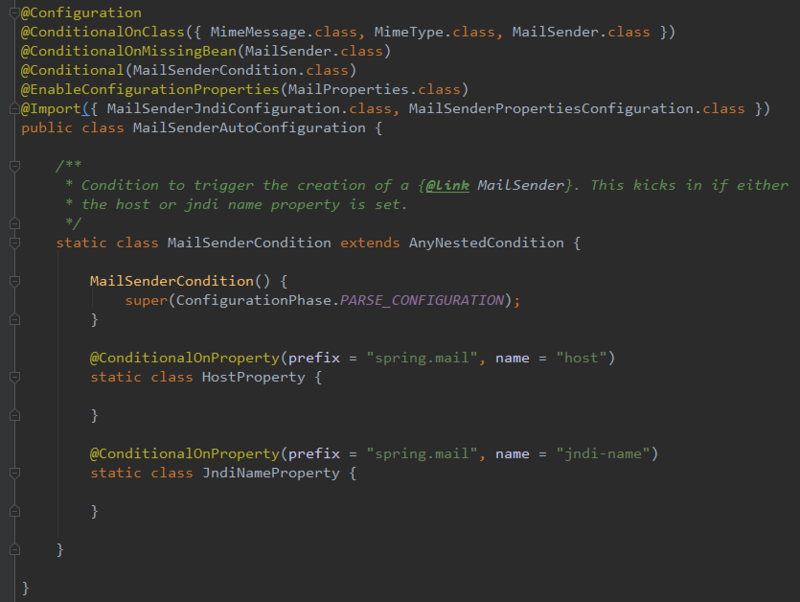 @Configuration
@ConditionalOnClass({ MimeMessage.class, MimeType.class, MailSender.class })
@ConditionalOnMissingBean(MailSender.class)
@Conditional(MailSenderCondition.class)
@EnableConfigurationProperties(MailProperties.class)
@Import({ MailSenderJndiConfiguration.class, MailSenderPropertiesConfiguration.class })
public class MailSenderAutoConfiguration {
/**
* Condition to trigger the creation of a {@link MailSender}. This kicks in if either
* the host or jndi name property is set.
*/
static class MailSenderCondition extends AnyNestedCondition {
MailSenderCondition() {
super(ConfigurationPhase.PARSE_CONFIGURATION);
}
@ConditionalOnProperty(prefix = "spring.mail", name = "host")
static class HostProperty {
}
@ConditionalOnProperty(prefix = "spring.mail", name = "jndi-name")
static class JndiNameProperty {
}
}
}